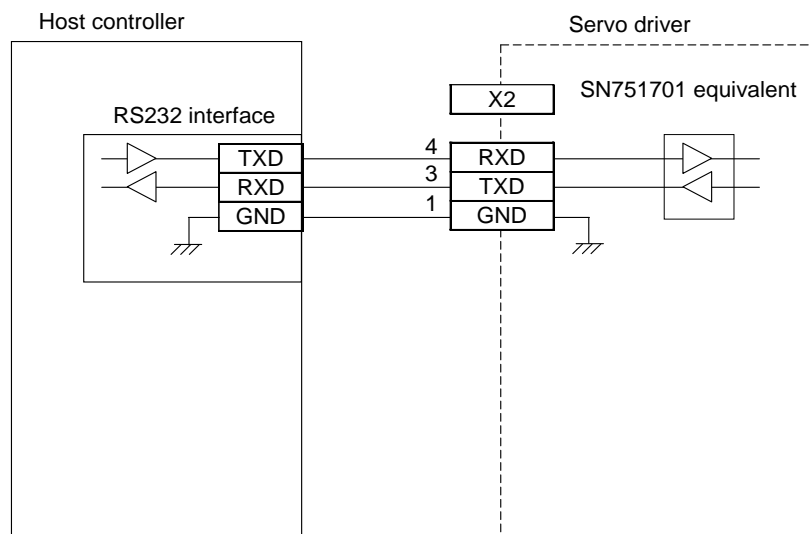 Host controller
Servo driver
X2
SN751701 equivalent
RS232 interface
TXD 4 RXD
RXD 3 TXD
GND 1 GND